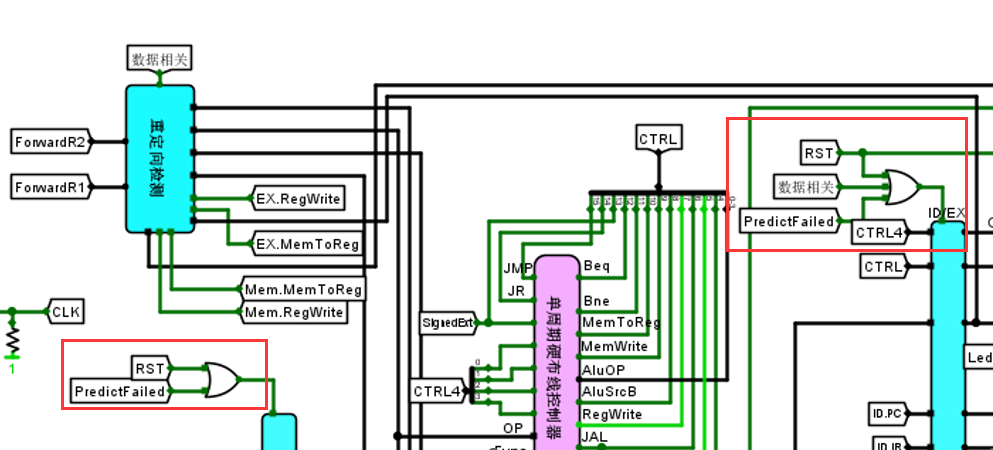 数据相关
ForwardR2
ForwardR1
重定向检测
EX.RegWrite
EX.MemToReg
Mem.MemToReg
Mem.RegWrite
CLK
1
RST
PredictFailed
CTRL
JMP
JR
SignedExt
CTRL4
OP
单周期硬布线控制器
Beq
Bne
MemToReg
MemWrite
AluOP
AluSrcB
RegWrite
JAL
RST
数据相关
PredictFailed
CTRL4
ID/EX
CTRL
Led
ID.PC
ID.IR